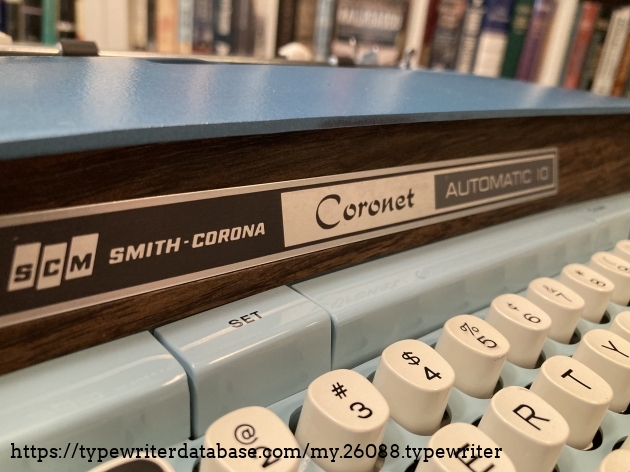 SCM SMITH-CORONA Coronet AUTOMATIC 10
SET
@ # 3 $ 4 % 5 ¢ 6 & 7 * 8
R T Y
https://typewriterdatabase.com/my.26088.typewriter